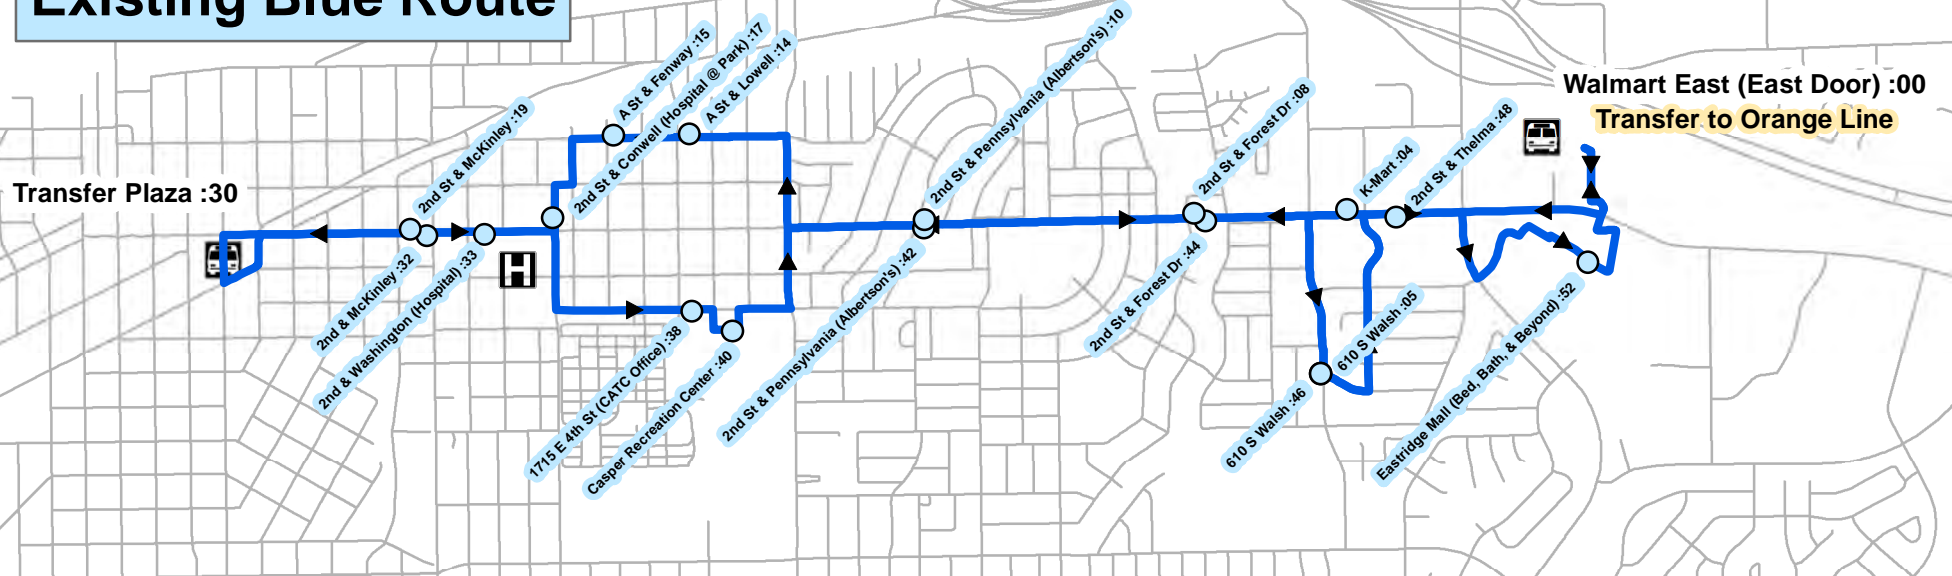 Existing Blue Route
A St & Fenway :15
2nd St & Conwell (Hospital @ Park) :17
A St & Lowell :14
2nd St & McKinley :19
2nd St & Pennsylvania (Albertson's) :10
2nd St & Forest Dr :08
K-Mart :04
2nd St & Thelma :48
Walmart East (East Door) :00
Transfer to Orange Line
Transfer Plaza :30
H
2nd & McKinley :32
2nd & Washington (Hospital) :33
1715 E 4th St (CATC Office) :38
Casper Recreation Center :40
2nd St & Pennsylvania (Albertson's) :42
2nd St & Forest Dr :44
610 S Walsh :05
610 S Walsh :46
Eastridge Mall (Bed, Bath, & Beyond) :52